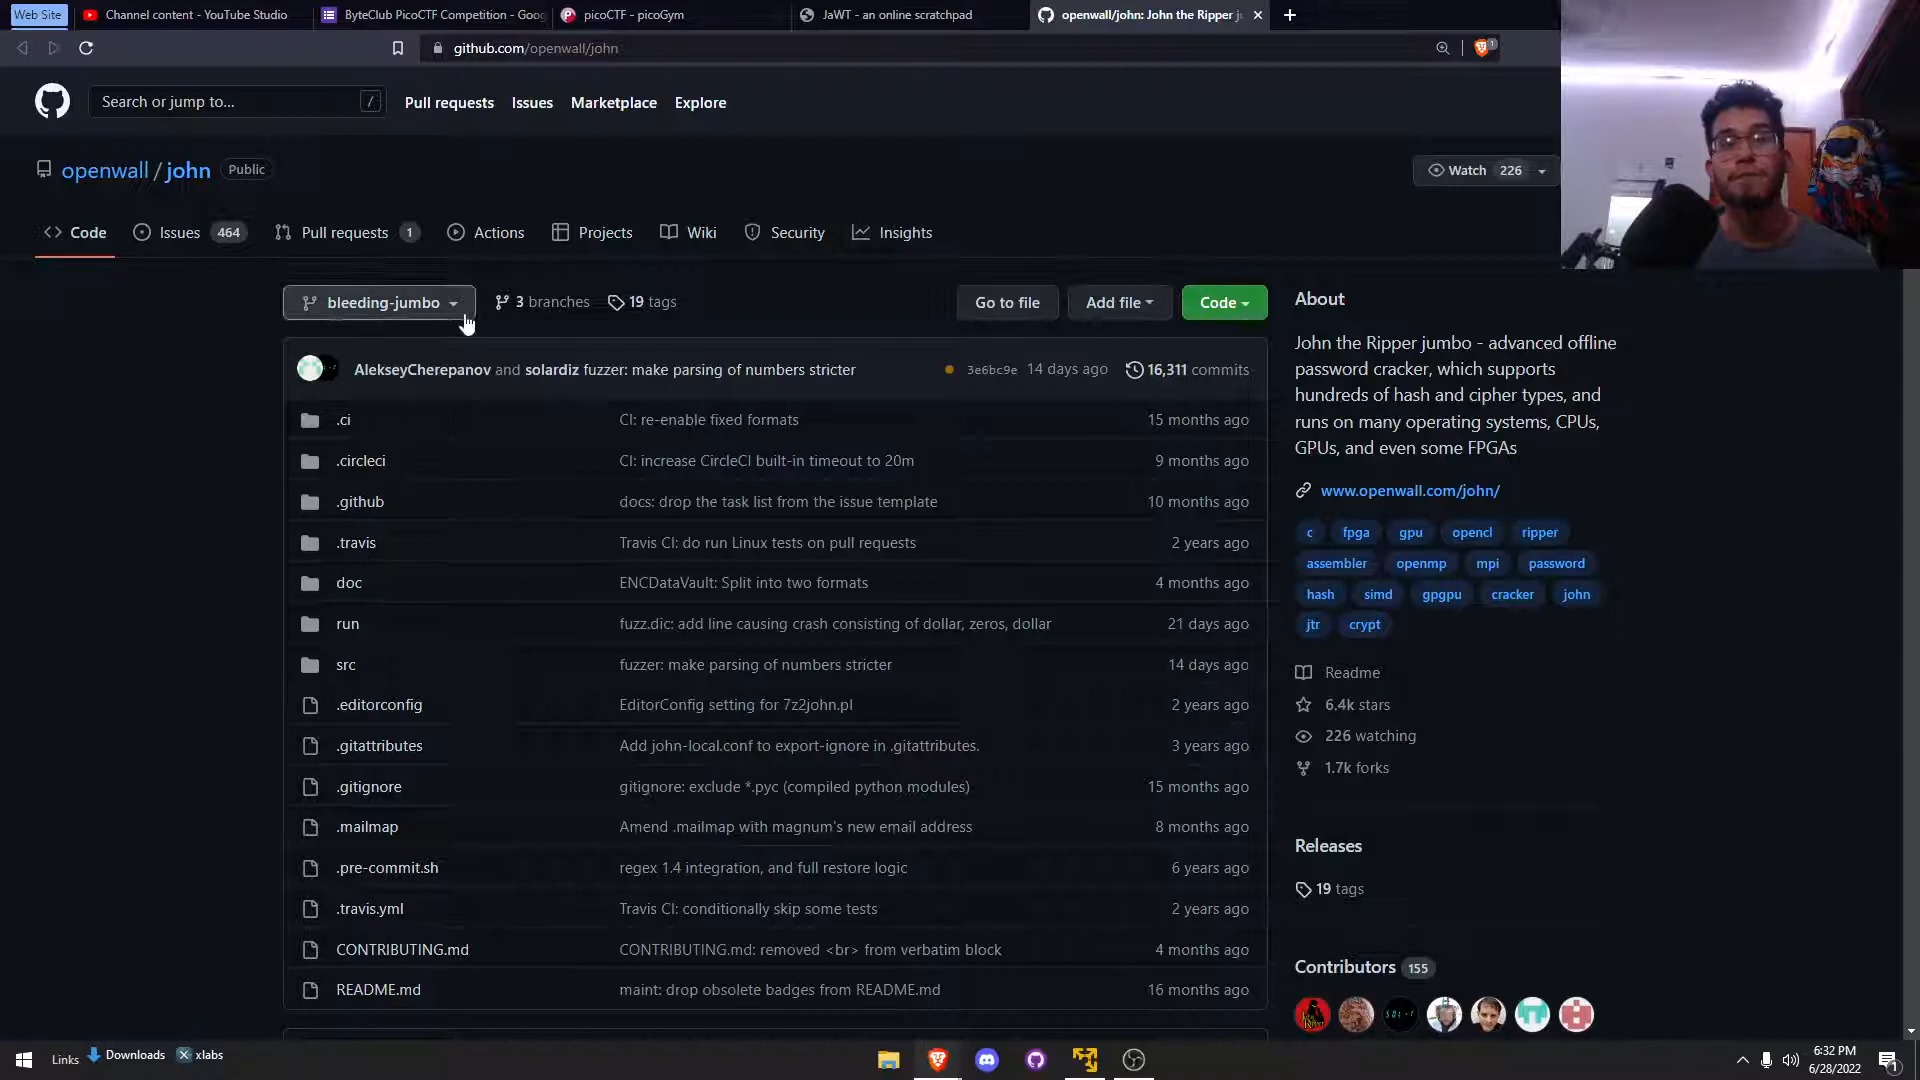 Web Site
Channel content - YouTube Studio
ByteClub PicoCTF Competition - Goog
picoCTF - picoGym
JaWT - an online scratchpad
openwall/john: John the Ripper ju
github.com/openwall/john
1
Search or jump to...
/
Pull requests
Issues
Marketplace
Explore
openwall / john
Public
Watch 226
Code
Issues 464
Pull requests 1
Actions
Projects
Wiki
Security
Insights
bleeding-jumbo
3 branches
19 tags
Go to file
Add file
Code
AlekseyCherepanov and solardiz fuzzer: make parsing of numbers stricter
3e6bc9e 14 days ago
16,311 commits
.ci CI: re-enable fixed formats 15 months ago
.circleci CI: increase CircleCI built-in timeout to 20m 9 months ago
.github docs: drop the task list from the issue template 10 months ago
.travis Travis CI: do run Linux tests on pull requests 2 years ago
doc ENCDataVault: Split into two formats 4 months ago
run fuzz.dic: add line causing crash consisting of dollar, zeros, dollar 21 days ago
src fuzzer: make parsing of numbers stricter 14 days ago
.editorconfig EditorConfig setting for 7z2john.pl 2 years ago
.gitattributes Add john-local.conf to export-ignore in .gitattributes. 3 years ago
.gitignore gitignore: exclude *.pyc (compiled python modules) 15 months ago
.mailmap Amend .mailmap with magnum's new email address 8 months ago
.pre-commit.sh regex 1.4 integration, and full restore logic 6 years ago
.travis.yml Travis CI: conditionally skip some tests 2 years ago
CONTRIBUTING.md CONTRIBUTING.md: removed <br> from verbatim block 4 months ago
README.md maint: drop obsolete badges from README.md 16 months ago
About
John the Ripper jumbo - advanced offline
password cracker, which supports
hundreds of hash and cipher types, and
runs on many operating systems, CPUs,
GPUs, and even some FPGAs
www.openwall.com/john/
c fpga gpu opencl ripper
assembler openmp mpi password
hash simd gpgpu cracker john
jtr crypt
Readme
6.4k stars
226 watching
1.7k forks
Releases
19 tags
Contributors 155
Links
Downloads
xlabs
6:32 PM
6/28/2022
1